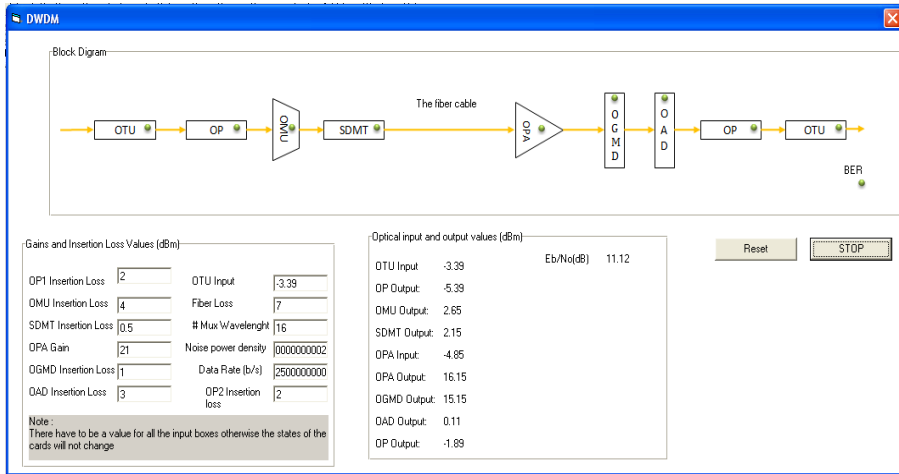 DWDM
Block Digram
The fiber cable
OTU
OP
OMU
SDMT
OPA
OGMD
OAD
OP
OTU
BER
Gains and Insertion Loss Values (dBm)
OP1 Insertion Loss 2 OTU Input -3.39
OMU Insertion Loss 4 Fiber Loss 7
SDMT Insertion Loss 0.5 # Mux Wavelenght 16
OPA Gain 21 Noise power density 0000000002
OGMD Insertion Loss 1 Data Rate (b/s) 2500000000
OAD Insertion Loss 3 OP2 Insertion loss 2
Note :
There have to be a value for all the input boxes otherwise the states of the
cards will not change
Optical input and output values (dBm)
OTU Input -3.39 Eb/No(dB) 11.12
OP Output: -5.39
OMU Output: 2.65
SDMT Output: 2.15
OPA Input: -4.85
OPA Output: 16.15
OGMD Output: 15.15
OAD Output: 0.11
OP Output: -1.89
Reset
STOP